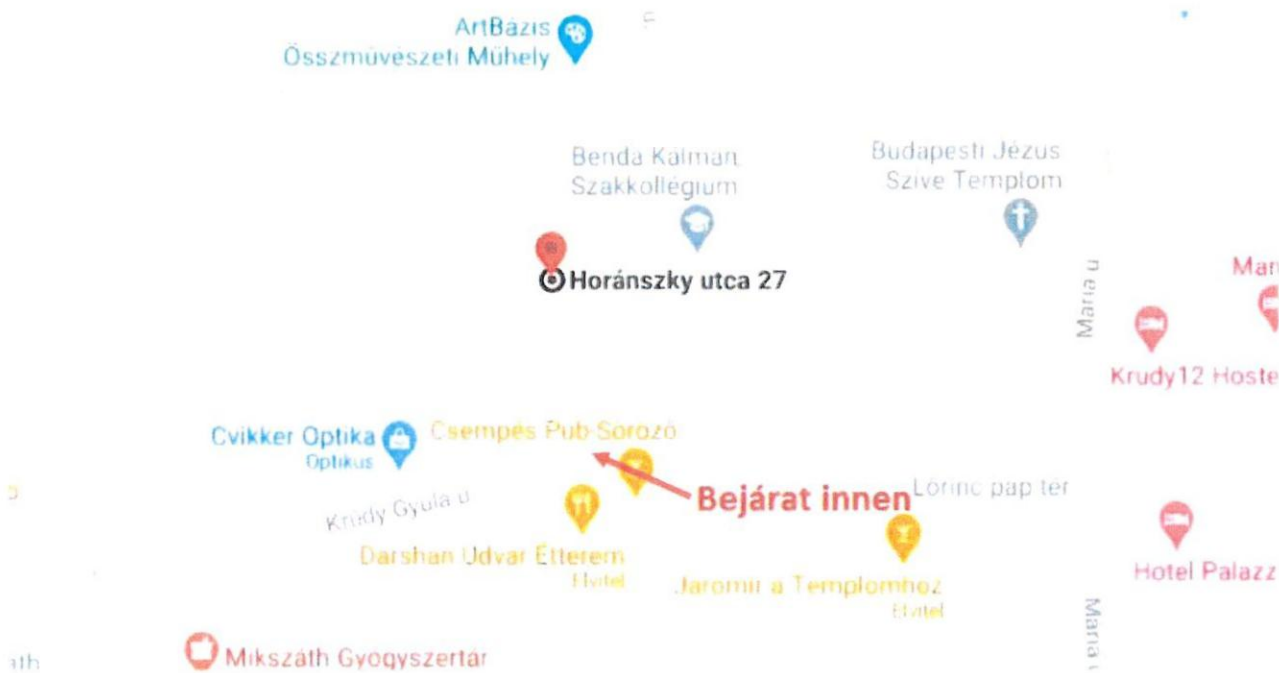 ArtBázis
Összművészeti Műhely
Benda Kálmán
Szakkollégium
Budapesti Jézus
Szíve Templom
Horánszky utca 27
Mária u
Krudy12 Hoste
Cvikker Optika
Optikus
Csempés Pub-Söröző
Bejárat innen
Lőrinc pap tér
Krúdy Gyula u
Darshan Udvar Étterem
Elvitel
Jaromir a Templomhoz
Elvitel
Hotel Palazz
Mária u
Mikszáth Gyógyszertár